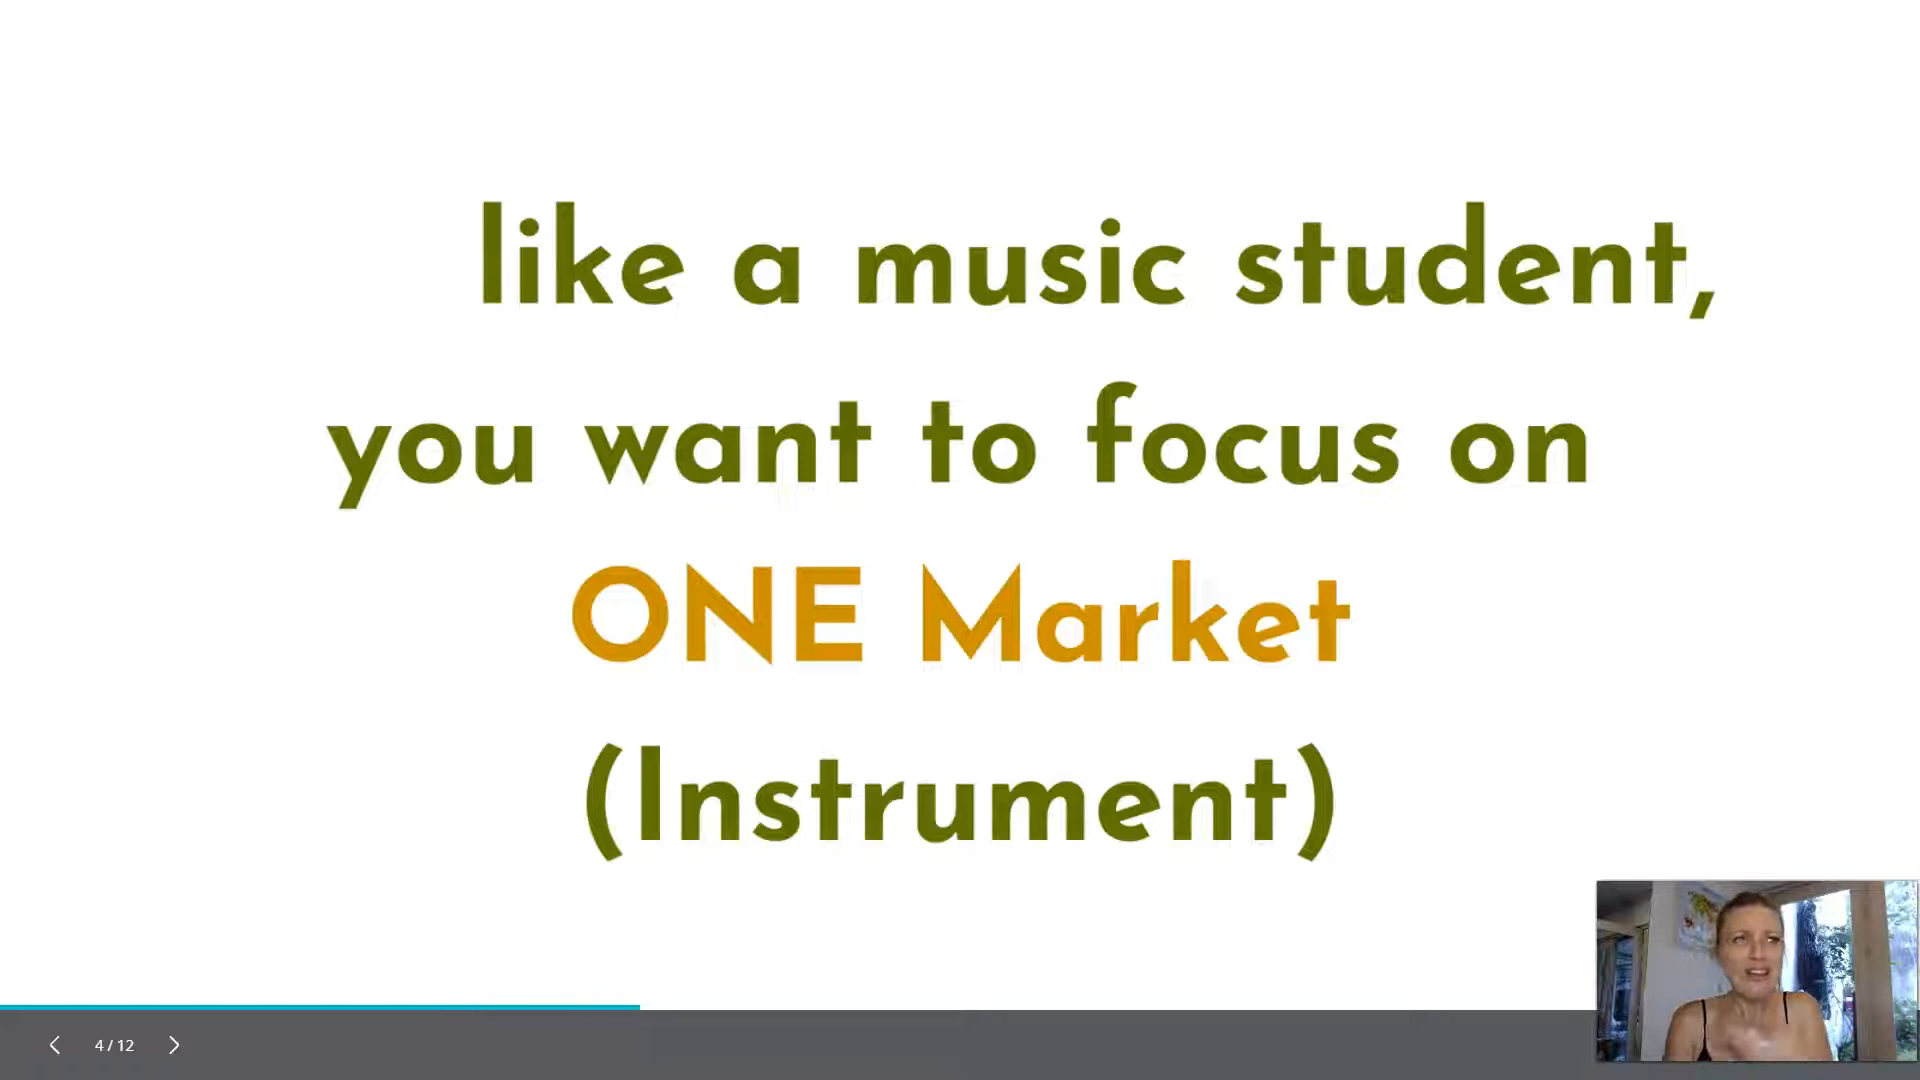 like a music student,
you want to focus on
ONE Market
(Instrument)
4 / 12